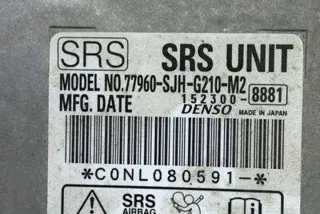 SRS SRS UNIT
MODEL NO.77960-SJH-G210-M2
MFG. DATE 152300-8881
DENSO MADE IN JAPAN
*C0NL080591-*
SRS
AIRBAG